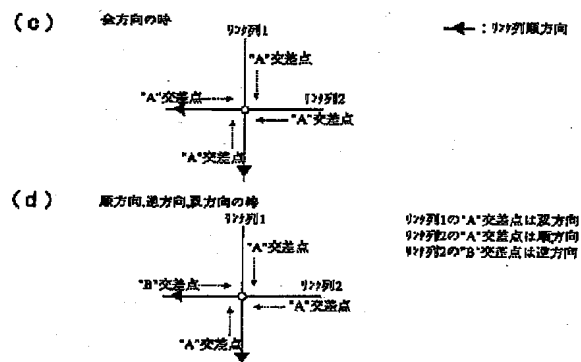 (c)
全方向の時
リンク列1
"A"交差点
"A"交差点
リンク列2
"A"交差点
"A"交差点
：リンク列順方向
(d)
順方向,逆方向,双方向の時
リンク列1
"A"交差点
"B"交差点
リンク列2
"A"交差点
"A"交差点
リンク列1の"A"交差点は双方向
リンク列2の"A"交差点は順方向
リンク列2の"B"交差点は逆方向